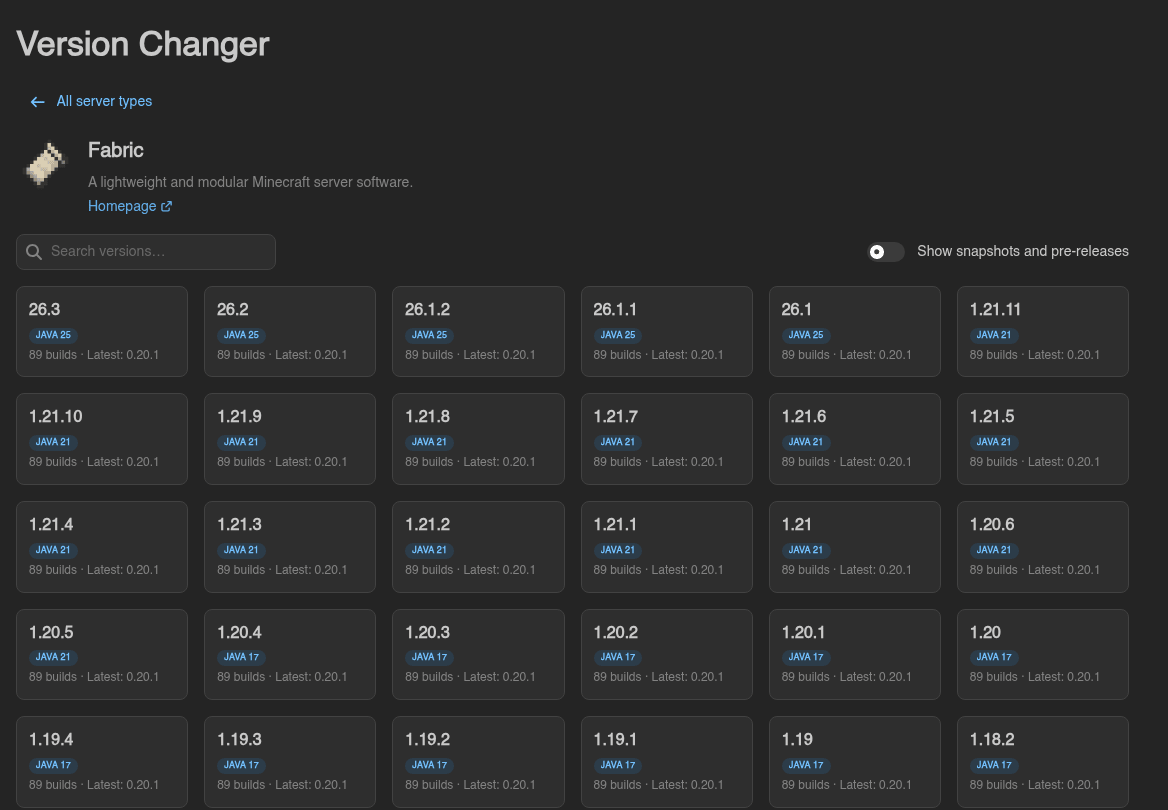 Version Changer
All server types
Fabric
A lightweight and modular Minecraft server software.
Homepage
Search versions...
Show snapshots and pre-releases
26.3
JAVA 25
89 builds · Latest: 0.20.1
26.2
JAVA 25
89 builds · Latest: 0.20.1
26.1.2
JAVA 25
89 builds · Latest: 0.20.1
26.1.1
JAVA 25
89 builds · Latest: 0.20.1
26.1
JAVA 25
89 builds · Latest: 0.20.1
1.21.11
JAVA 21
89 builds · Latest: 0.20.1
1.21.10
JAVA 21
89 builds · Latest: 0.20.1
1.21.9
JAVA 21
89 builds · Latest: 0.20.1
1.21.8
JAVA 21
89 builds · Latest: 0.20.1
1.21.7
JAVA 21
89 builds · Latest: 0.20.1
1.21.6
JAVA 21
89 builds · Latest: 0.20.1
1.21.5
JAVA 21
89 builds · Latest: 0.20.1
1.21.4
JAVA 21
89 builds · Latest: 0.20.1
1.21.3
JAVA 21
89 builds · Latest: 0.20.1
1.21.2
JAVA 21
89 builds · Latest: 0.20.1
1.21.1
JAVA 21
89 builds · Latest: 0.20.1
1.21
JAVA 21
89 builds · Latest: 0.20.1
1.20.6
JAVA 21
89 builds · Latest: 0.20.1
1.20.5
JAVA 21
89 builds · Latest: 0.20.1
1.20.4
JAVA 17
89 builds · Latest: 0.20.1
1.20.3
JAVA 17
89 builds · Latest: 0.20.1
1.20.2
JAVA 17
89 builds · Latest: 0.20.1
1.20.1
JAVA 17
89 builds · Latest: 0.20.1
1.20
JAVA 17
89 builds · Latest: 0.20.1
1.19.4
JAVA 17
89 builds · Latest: 0.20.1
1.19.3
JAVA 17
89 builds · Latest: 0.20.1
1.19.2
JAVA 17
89 builds · Latest: 0.20.1
1.19.1
JAVA 17
89 builds · Latest: 0.20.1
1.19
JAVA 17
89 builds · Latest: 0.20.1
1.18.2
JAVA 17
89 builds · Latest: 0.20.1